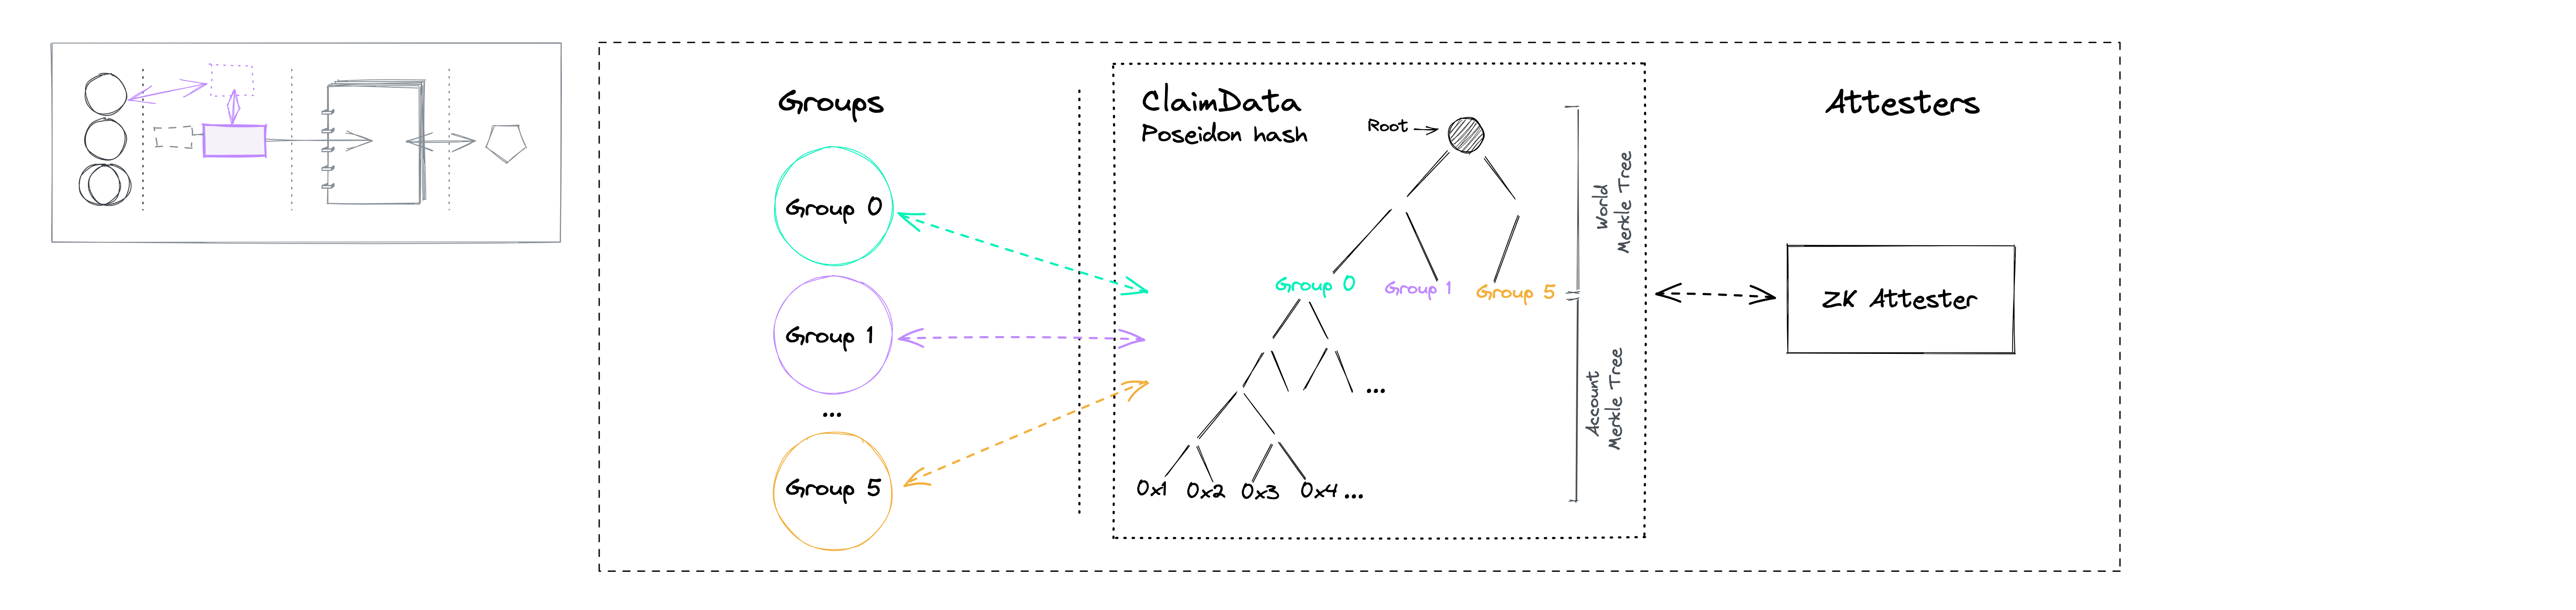 Groups
Group 0
Group 1
...
Group 5
ClaimData
Poseidon hash
Root
Group 0
Group 1
Group 5
...
0x1
0x2
0x3
0x4 ...
World
Merkle Tree
Account
Merkle Tree
Attesters
ZK Attester